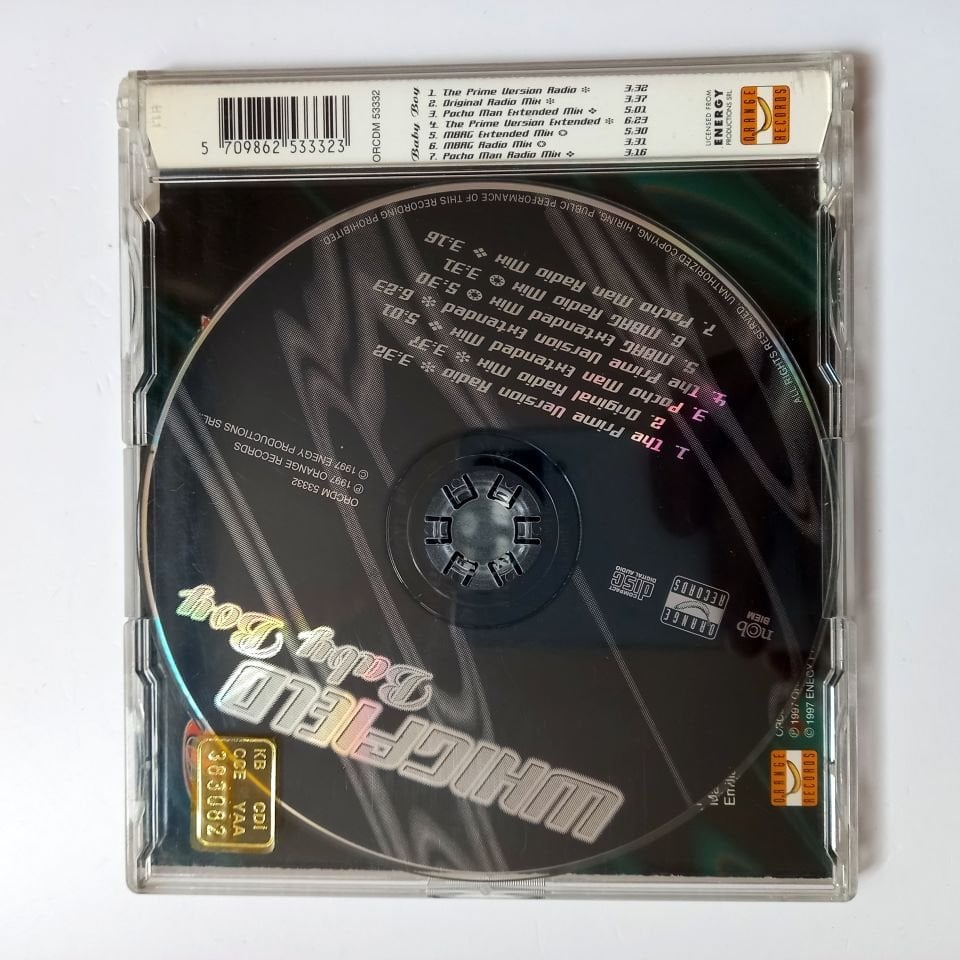 5 709862 533323
ORCDM 53332
Baby Boy
1. The Prime Version Radio ❇ 3:32
2. Original Radio Mix ❇ 3:37
3. Pocho Man Extended Mix ❖ 5:01
4. The Prime Version Extended ❇ 6:23
5. MBRG Extended Mix ✪ 5:30
6. MBRG Radio Mix ✪ 3:31
7. Pocho Man Radio Mix ❖ 3:16
LICENSED FROM
ENERGY
PRODUCTIONS SRL
ORANGE
RECORDS
ALL RIGHTS RESERVED. UNAUTHORIZED COPYING, HIRING, PUBLIC PERFORMANCE OF THIS RECORDING PROHIBITED
1. The Prime Version Radio ❇ 3:32
2. Original Radio Mix ❇ 3:37
3. Pocho Man Extended Mix ❖ 5:01
4. The Prime Version Extended ❇ 6:23
5. MBRG Extended Mix ✪ 5:30
6. MBRG Radio Mix ✪ 3:31
7. Pocho Man Radio Mix ❖ 3:16
ORCDM 53332
℗ 1997 ORANGE RECORDS
© 1997 ENEGY PRODUCTIONS SRL.
COMPACT
disc
DIGITAL AUDIO
ORANGE
RECORDS
ncb
BIEM
WHIGFIELD
Baby Boy
KB CDI
CCE YAA
383082
℗ 1997
© 1997 ENEGY
ORANGE
RECORDS